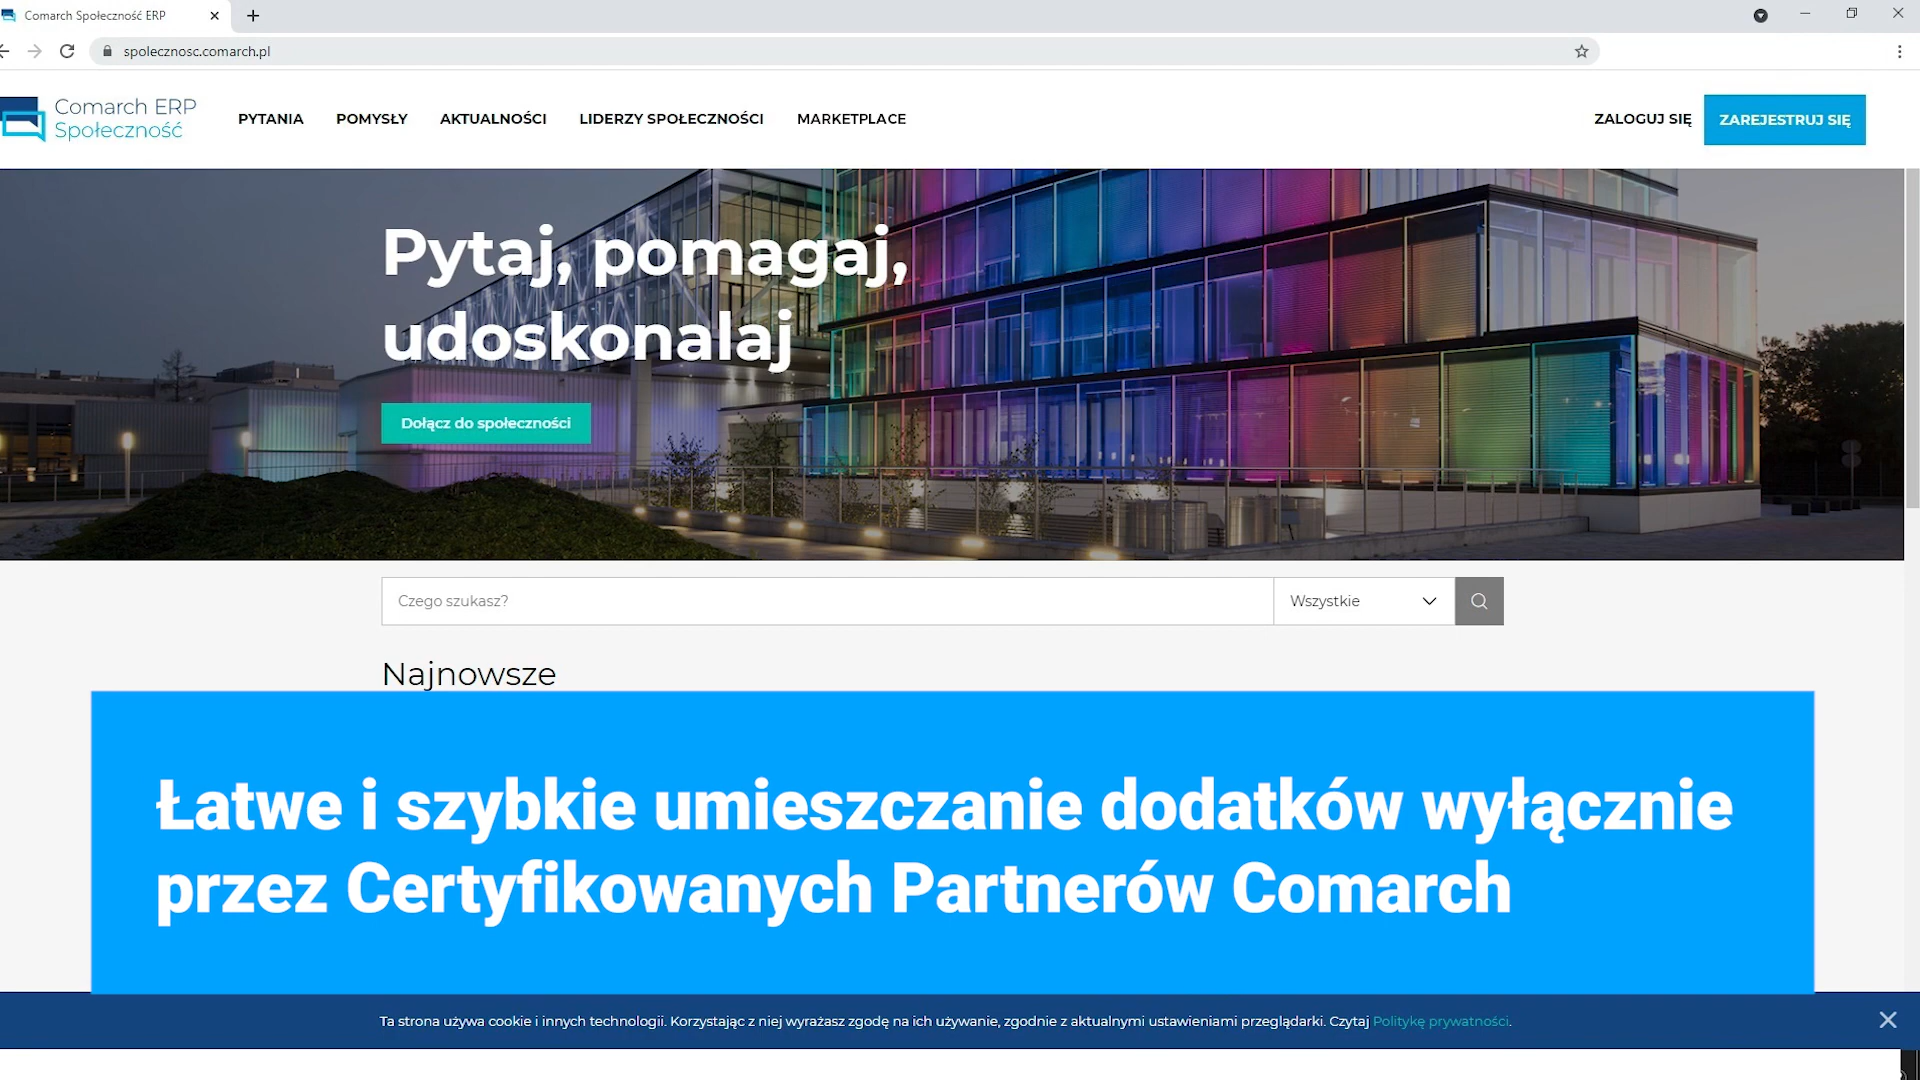 Comarch Społeczność ERP
spolecznosc.comarch.pl
Comarch ERP
Społeczność
PYTANIA
POMYSŁY
AKTUALNOŚCI
LIDERZY SPOŁECZNOŚCI
MARKETPLACE
ZALOGUJ SIĘ
ZAREJESTRUJ SIĘ
Pytaj, pomagaj,
udoskonalaj
Dołącz do społeczności
Czego szukasz?
Wszystkie
Najnowsze
Łatwe i szybkie umieszczanie dodatków wyłącznie
przez Certyfikowanych Partnerów Comarch
Ta strona używa cookie i innych technologii. Korzystając z niej wyrażasz zgodę na ich używanie, zgodnie z aktualnymi ustawieniami przeglądarki. Czytaj Politykę prywatności.